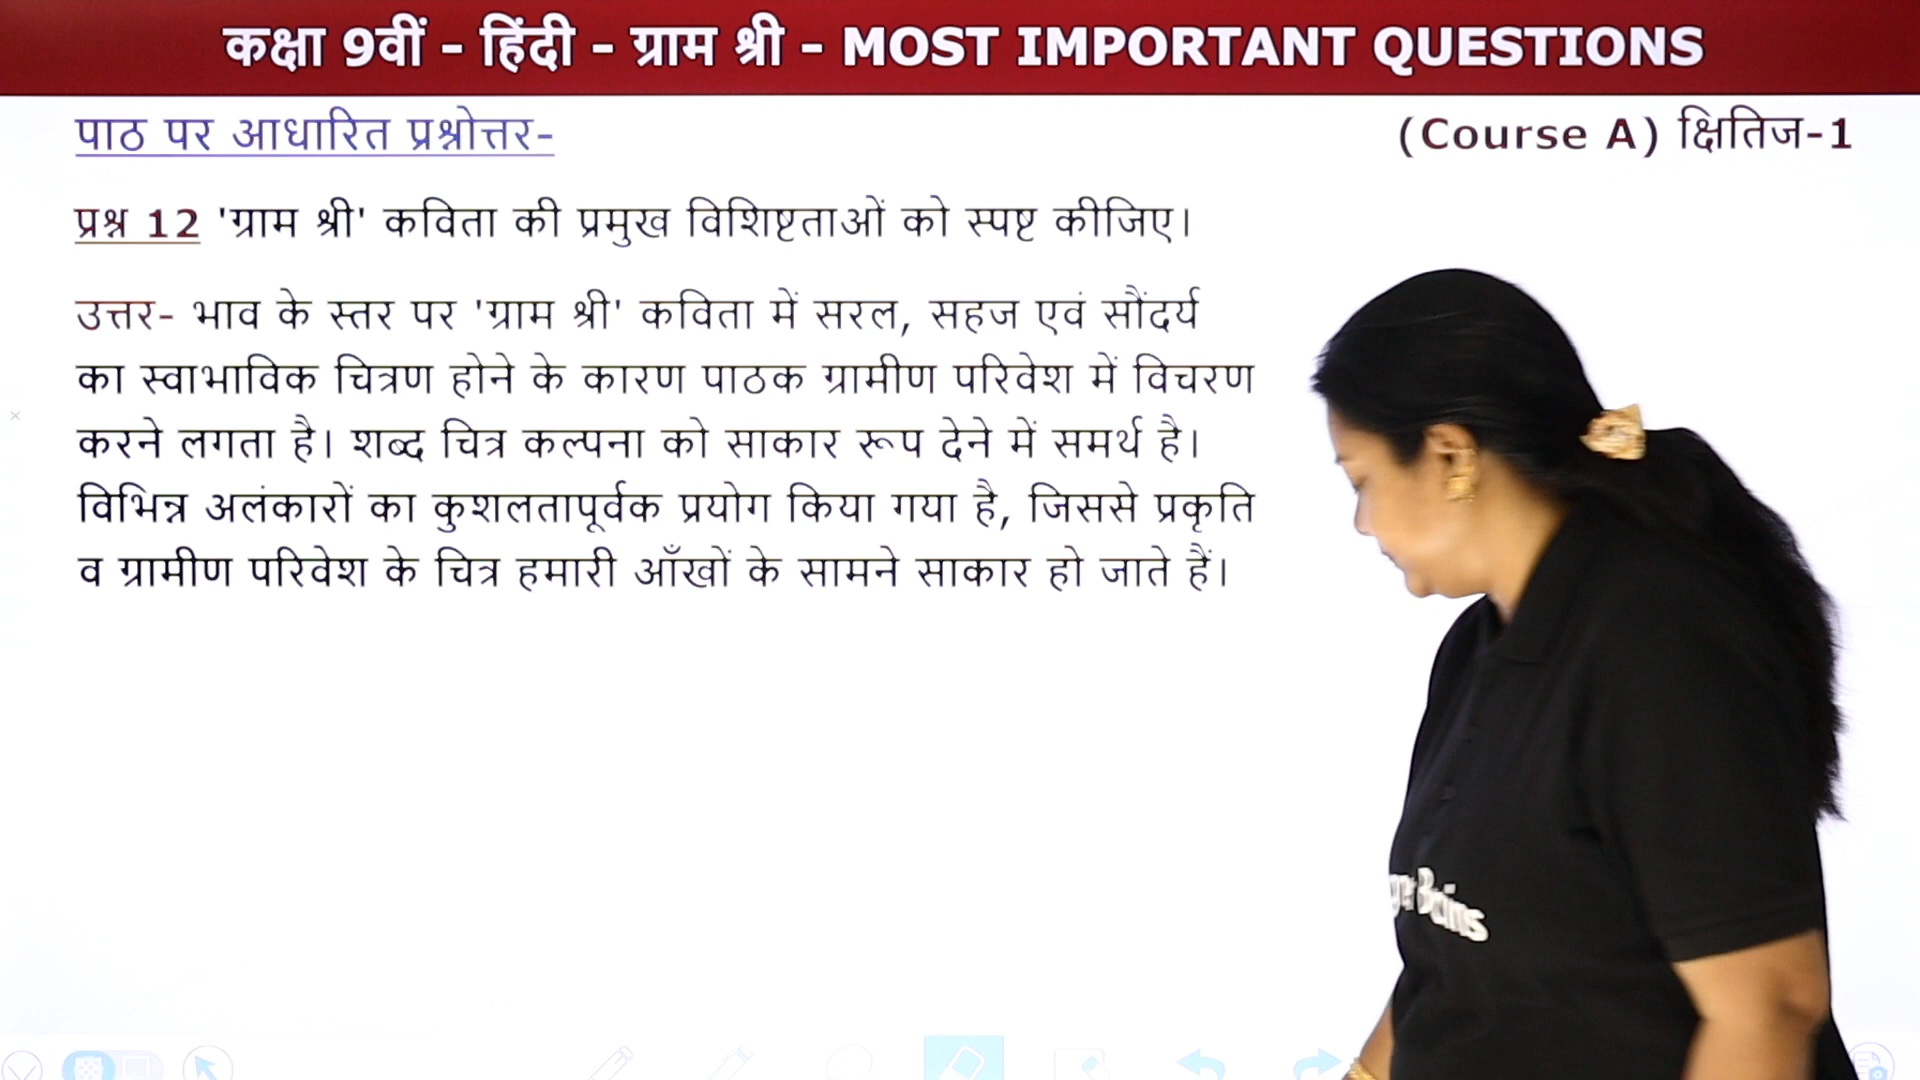 कक्षा 9वीं - हिंदी - ग्राम श्री - MOST IMPORTANT QUESTIONS
पाठ पर आधारित प्रश्नोत्तर-
(Course A) क्षितिज-1
प्रश्न 12 'ग्राम श्री' कविता की प्रमुख विशिष्टताओं को स्पष्ट कीजिए।
उत्तर- भाव के स्तर पर 'ग्राम श्री' कविता में सरल, सहज एवं सौंदर्य
का स्वाभाविक चित्रण होने के कारण पाठक ग्रामीण परिवेश में विचरण
करने लगता है। शब्द चित्र कल्पना को साकार रूप देने में समर्थ है।
विभिन्न अलंकारों का कुशलतापूर्वक प्रयोग किया गया है, जिससे प्रकृति
व ग्रामीण परिवेश के चित्र हमारी आँखों के सामने साकार हो जाते हैं।
Brains